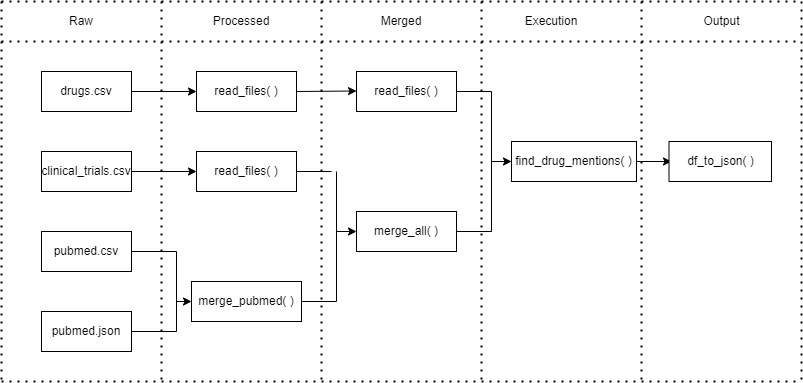 Raw
Processed
Merged
Execution
Output
drugs.csv
read_files( )
read_files( )
clinical_trials.csv
read_files( )
find_drug_mentions( )
df_to_json( )
merge_all( )
pubmed.csv
merge_pubmed( )
pubmed.json